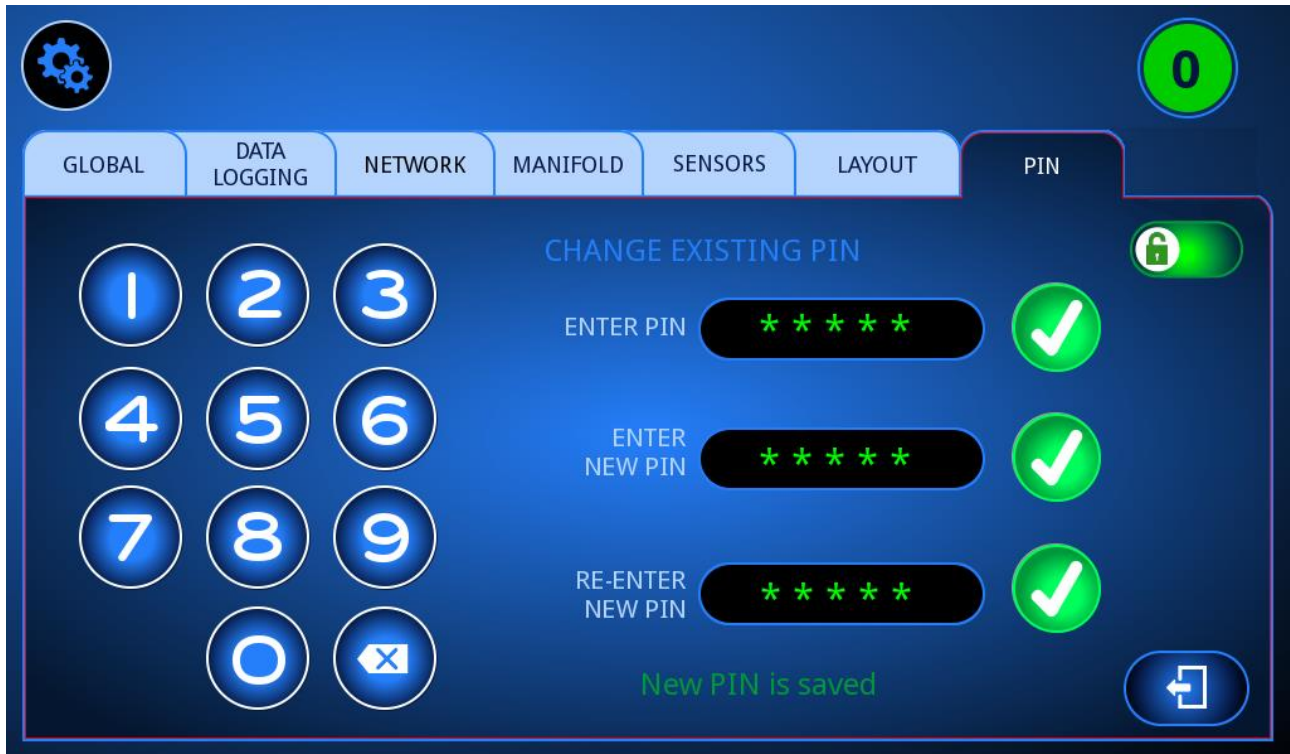 0
GLOBAL
DATA
LOGGING
NETWORK
MANIFOLD
SENSORS
LAYOUT
PIN
1 2 3
4 5 6
7 8 9
0
CHANGE EXISTING PIN
ENTER PIN
* * * * *
ENTER
NEW PIN
* * * * *
RE-ENTER
NEW PIN
* * * * *
New PIN is saved